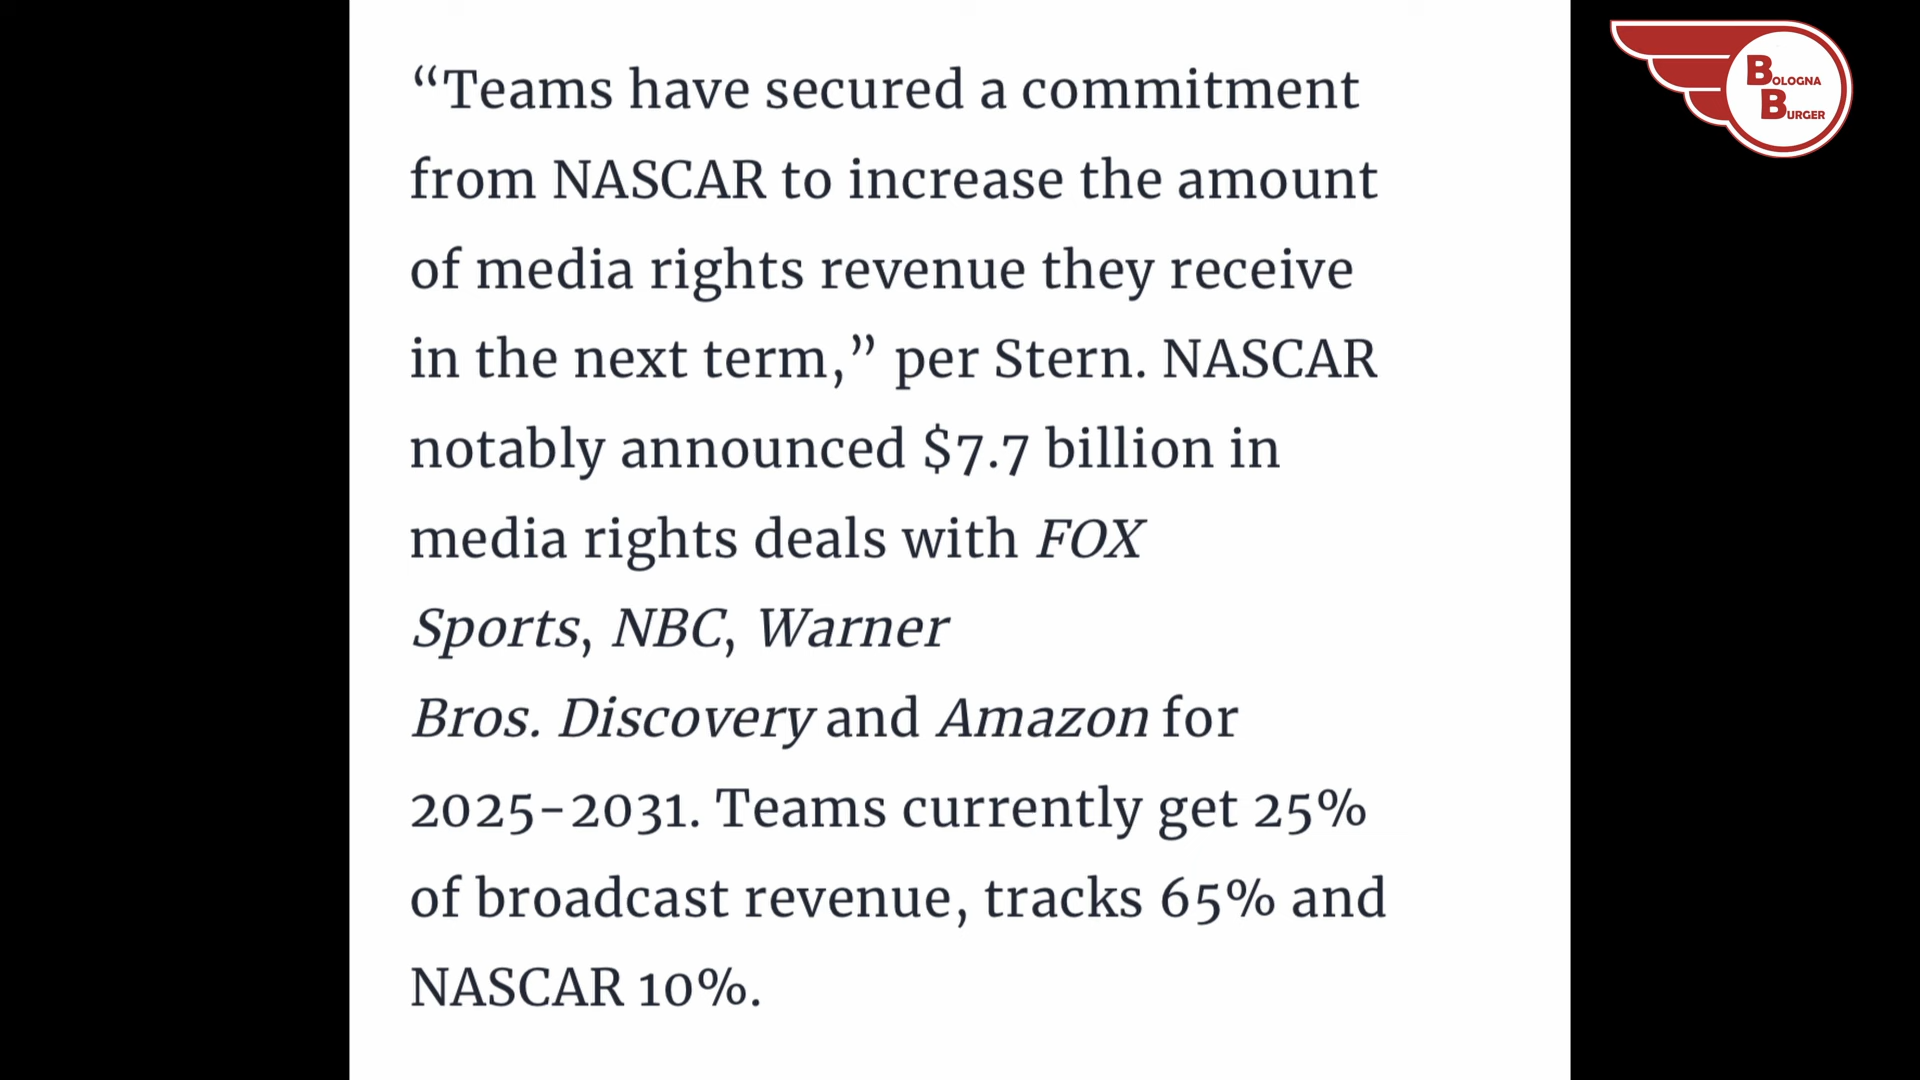 “Teams have secured a commitment
from NASCAR to increase the amount
of media rights revenue they receive
in the next term,” per Stern. NASCAR
notably announced $7.7 billion in
media rights deals with FOX
Sports, NBC, Warner
Bros. Discovery and Amazon for
2025-2031. Teams currently get 25%
of broadcast revenue, tracks 65% and
NASCAR 10%.
BOLOGNA
BURGER